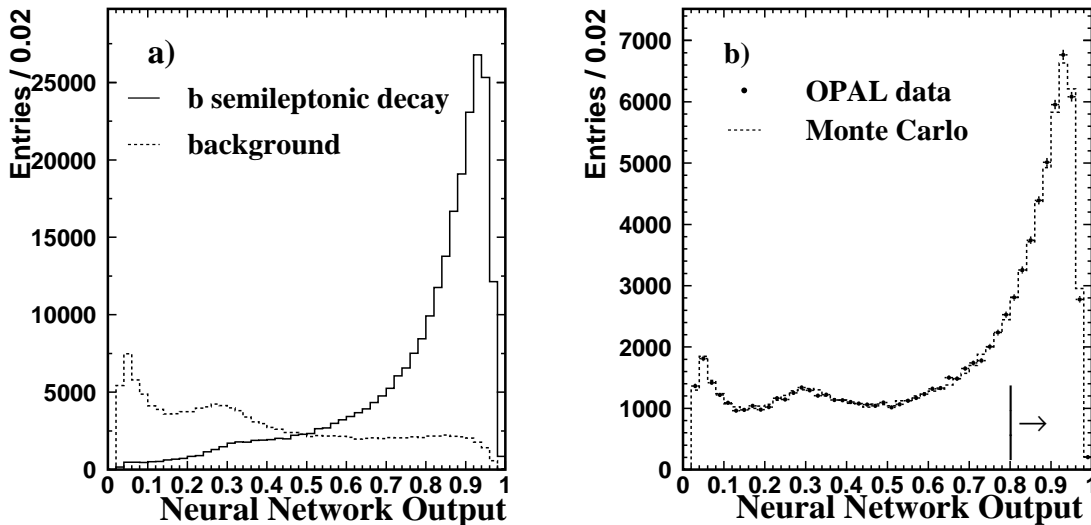 a)
b semileptonic decay
background
Entries / 0.02
25000
20000
15000
10000
5000
0
0 0.1 0.2 0.3 0.4 0.5 0.6 0.7 0.8 0.9 1
Neural Network Output
b)
OPAL data
Monte Carlo
Entries / 0.02
7000
6000
5000
4000
3000
2000
1000
0
0 0.1 0.2 0.3 0.4 0.5 0.6 0.7 0.8 0.9 1
Neural Network Output